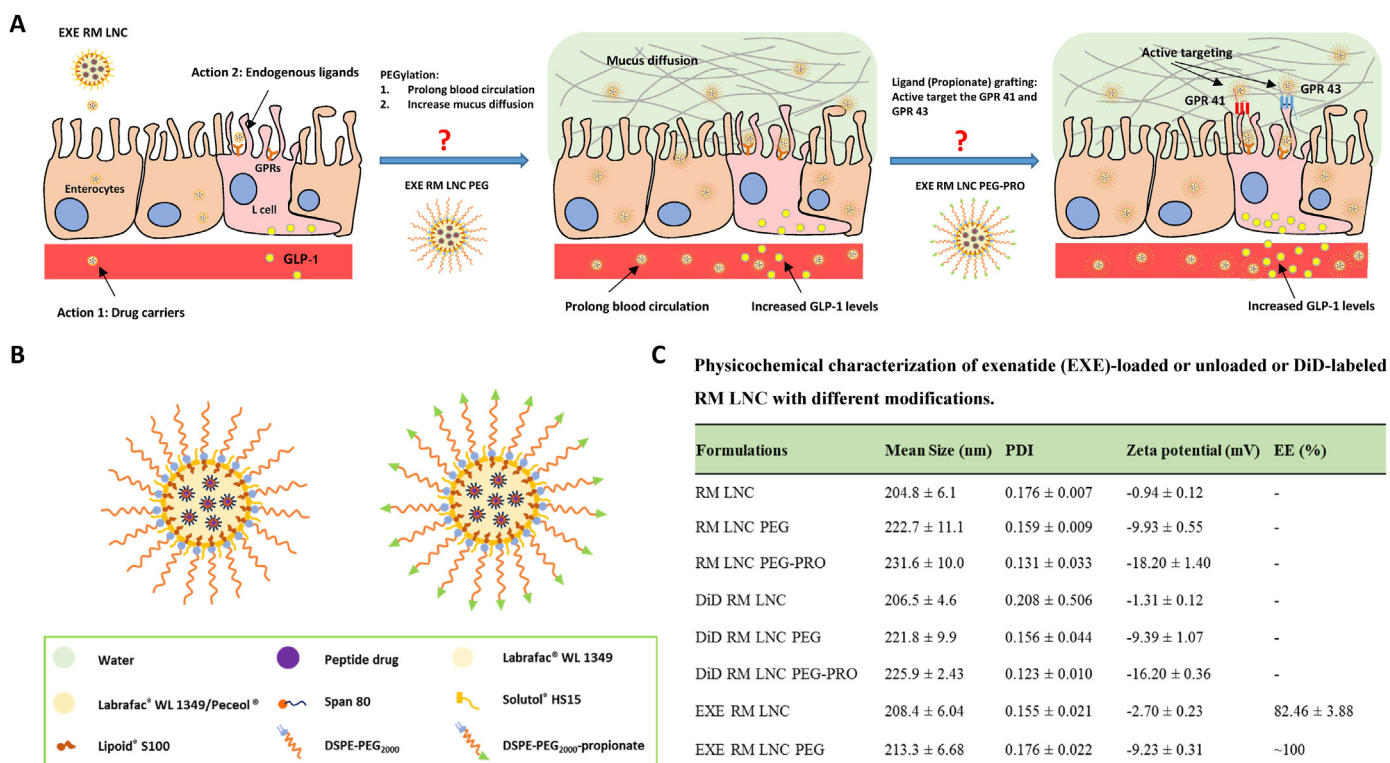 A
EXE RM LNC
Action 2: Endogenous ligands
GPRs
Enterocytes
L cell
GLP-1
Action 1: Drug carriers
PEGylation:
1. Prolong blood circulation
2. Increase mucus diffusion
?
EXE RM LNC PEG
Mucus diffusion
Prolong blood circulation
Increased GLP-1 levels
Ligand (Propionate) grafting:
Active target the GPR 41 and
GPR 43
?
EXE RM LNC PEG-PRO
Active targeting
GPR 41
GPR 43
Increased GLP-1 levels
B
Water
Peptide drug
Labrafac® WL 1349
Labrafac® WL 1349/Peceol®
Span 80
Solutol® HS15
Lipoid® S100
DSPE-PEG2000
DSPE-PEG2000-propionate
C
Physicochemical characterization of exenatide (EXE)-loaded or unloaded or DiD-labeled
RM LNC with different modifications.
Formulations Mean Size (nm) PDI Zeta potential (mV) EE (%)
RM LNC 204.8 ± 6.1 0.176 ± 0.007 -0.94 ± 0.12 -
RM LNC PEG 222.7 ± 11.1 0.159 ± 0.009 -9.93 ± 0.55 -
RM LNC PEG-PRO 231.6 ± 10.0 0.131 ± 0.033 -18.20 ± 1.40 -
DiD RM LNC 206.5 ± 4.6 0.208 ± 0.506 -1.31 ± 0.12 -
DiD RM LNC PEG 221.8 ± 9.9 0.156 ± 0.044 -9.39 ± 1.07 -
DiD RM LNC PEG-PRO 225.9 ± 2.43 0.123 ± 0.010 -16.20 ± 0.36 -
EXE RM LNC 208.4 ± 6.04 0.155 ± 0.021 -2.70 ± 0.23 82.46 ± 3.88
EXE RM LNC PEG 213.3 ± 6.68 0.176 ± 0.022 -9.23 ± 0.31 ~100